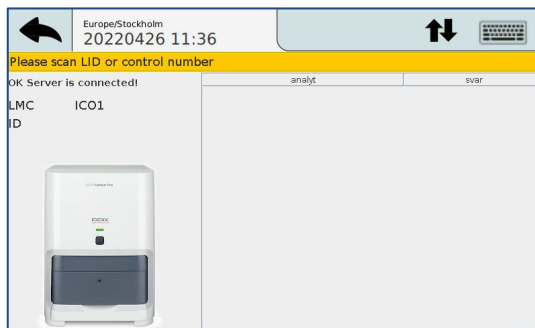 Europe/Stockholm
20220426 11:36
Please scan LID or control number
OK Server is connected!
analyt svar
LMC ICO1
ID
IDEXX